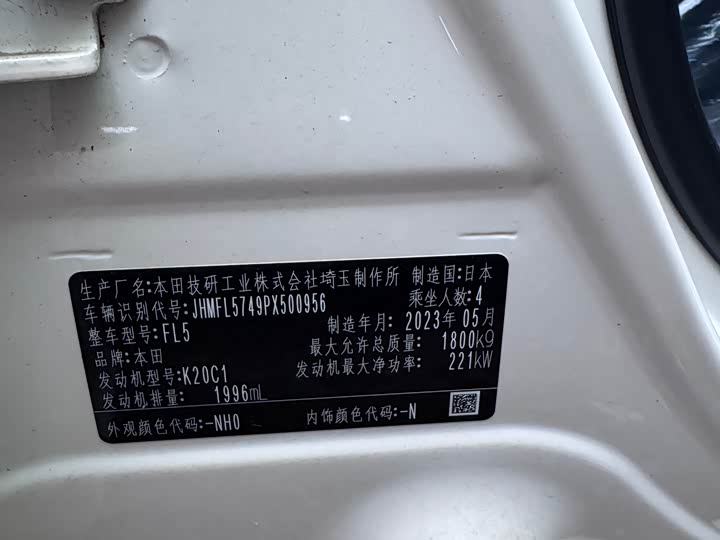 生产厂名:本田技研工业株式会社埼玉制作所 制造国:日本
车辆识别代号:JHMFL5749PX500956 乘坐人数:4
整车型号:FL5 制造年月: 2023年05月
品牌:本田 最大允许总质量: 1800kg
发动机型号:K20C1 发动机最大净功率: 221kW
发动机排量: 1996mL
外观颜色代码:-NH0 内饰颜色代码:-N